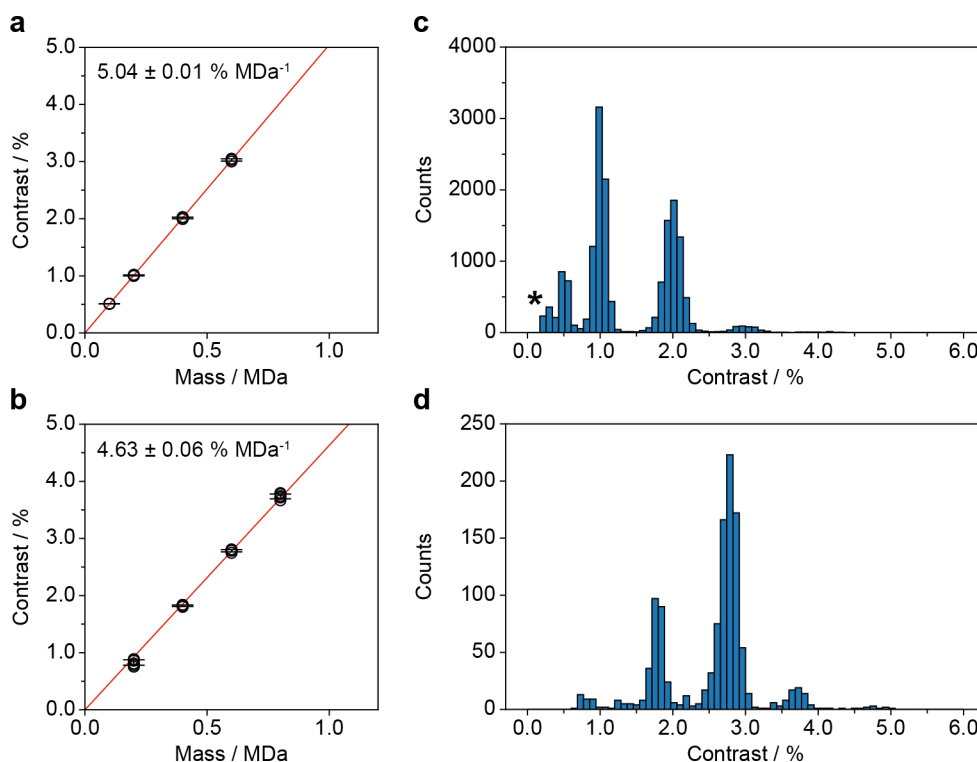 a
5.0
4.0
3.0
2.0
1.0
0.0
Contrast / %
5.04 ± 0.01 % MDa⁻¹
0.0 0.5 1.0
Mass / MDa
b
5.0
4.0
3.0
2.0
1.0
0.0
Contrast / %
4.63 ± 0.06 % MDa⁻¹
0.0 0.5 1.0
Mass / MDa
c
4000
3000
2000
1000
0
Counts
*
0.0 1.0 2.0 3.0 4.0 5.0 6.0
Contrast / %
d
250
200
150
100
50
0
Counts
0.0 1.0 2.0 3.0 4.0 5.0 6.0
Contrast / %